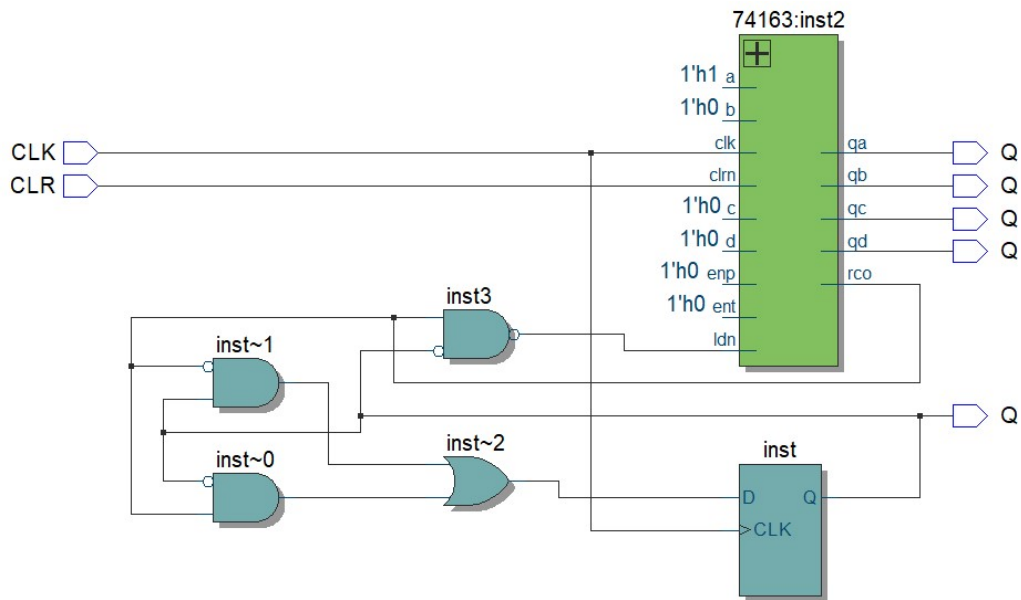 74163:inst2
1'h1 a
1'h0 b
CLK clk qa Q
CLR clrn qb Q
1'h0 c qc Q
1'h0 d qd Q
1'h0 enp rco
inst3 1'h0 ent
inst~1 ldn
Q
inst~0 inst~2 inst
D Q
CLK